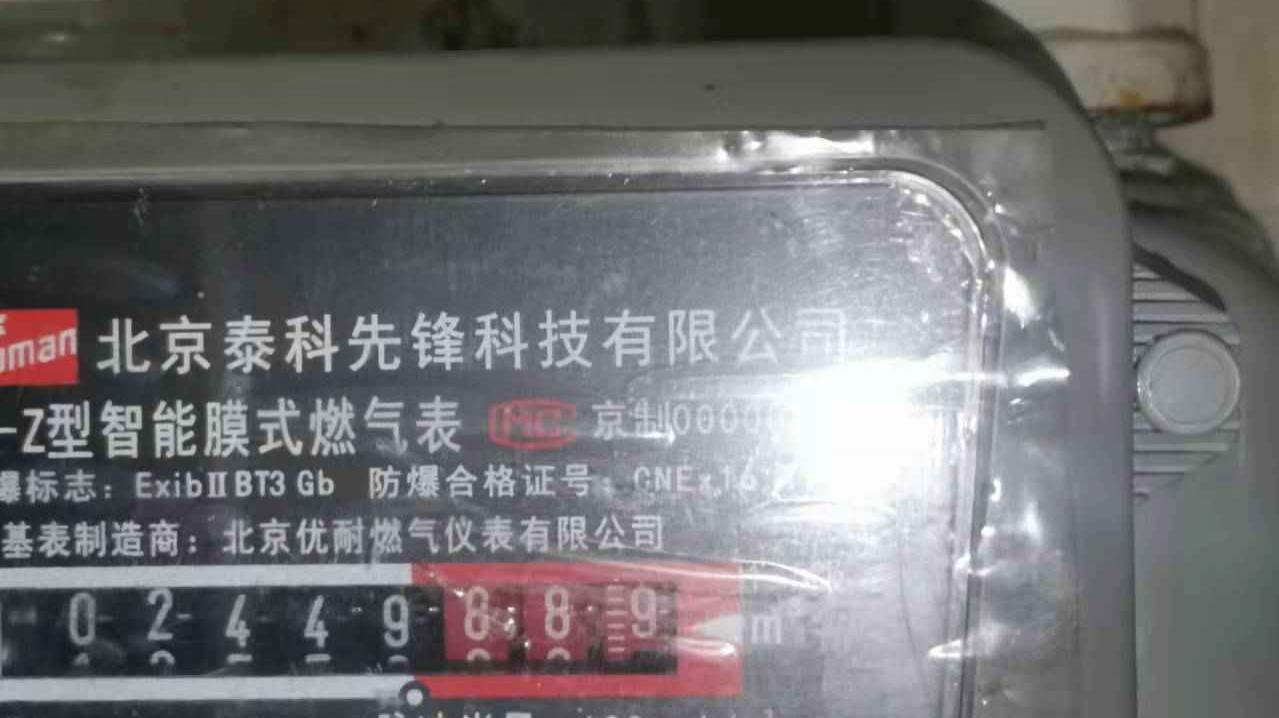 man
北京泰科先锋科技有限公司
-Z型智能膜式燃气表 MC 京制00000
爆标志：ExibⅡBT3 Gb 防爆合格证号：CNEx16
基表制造商：北京优耐燃气仪表有限公司
0 2 4 4 9 8 8 9 m³